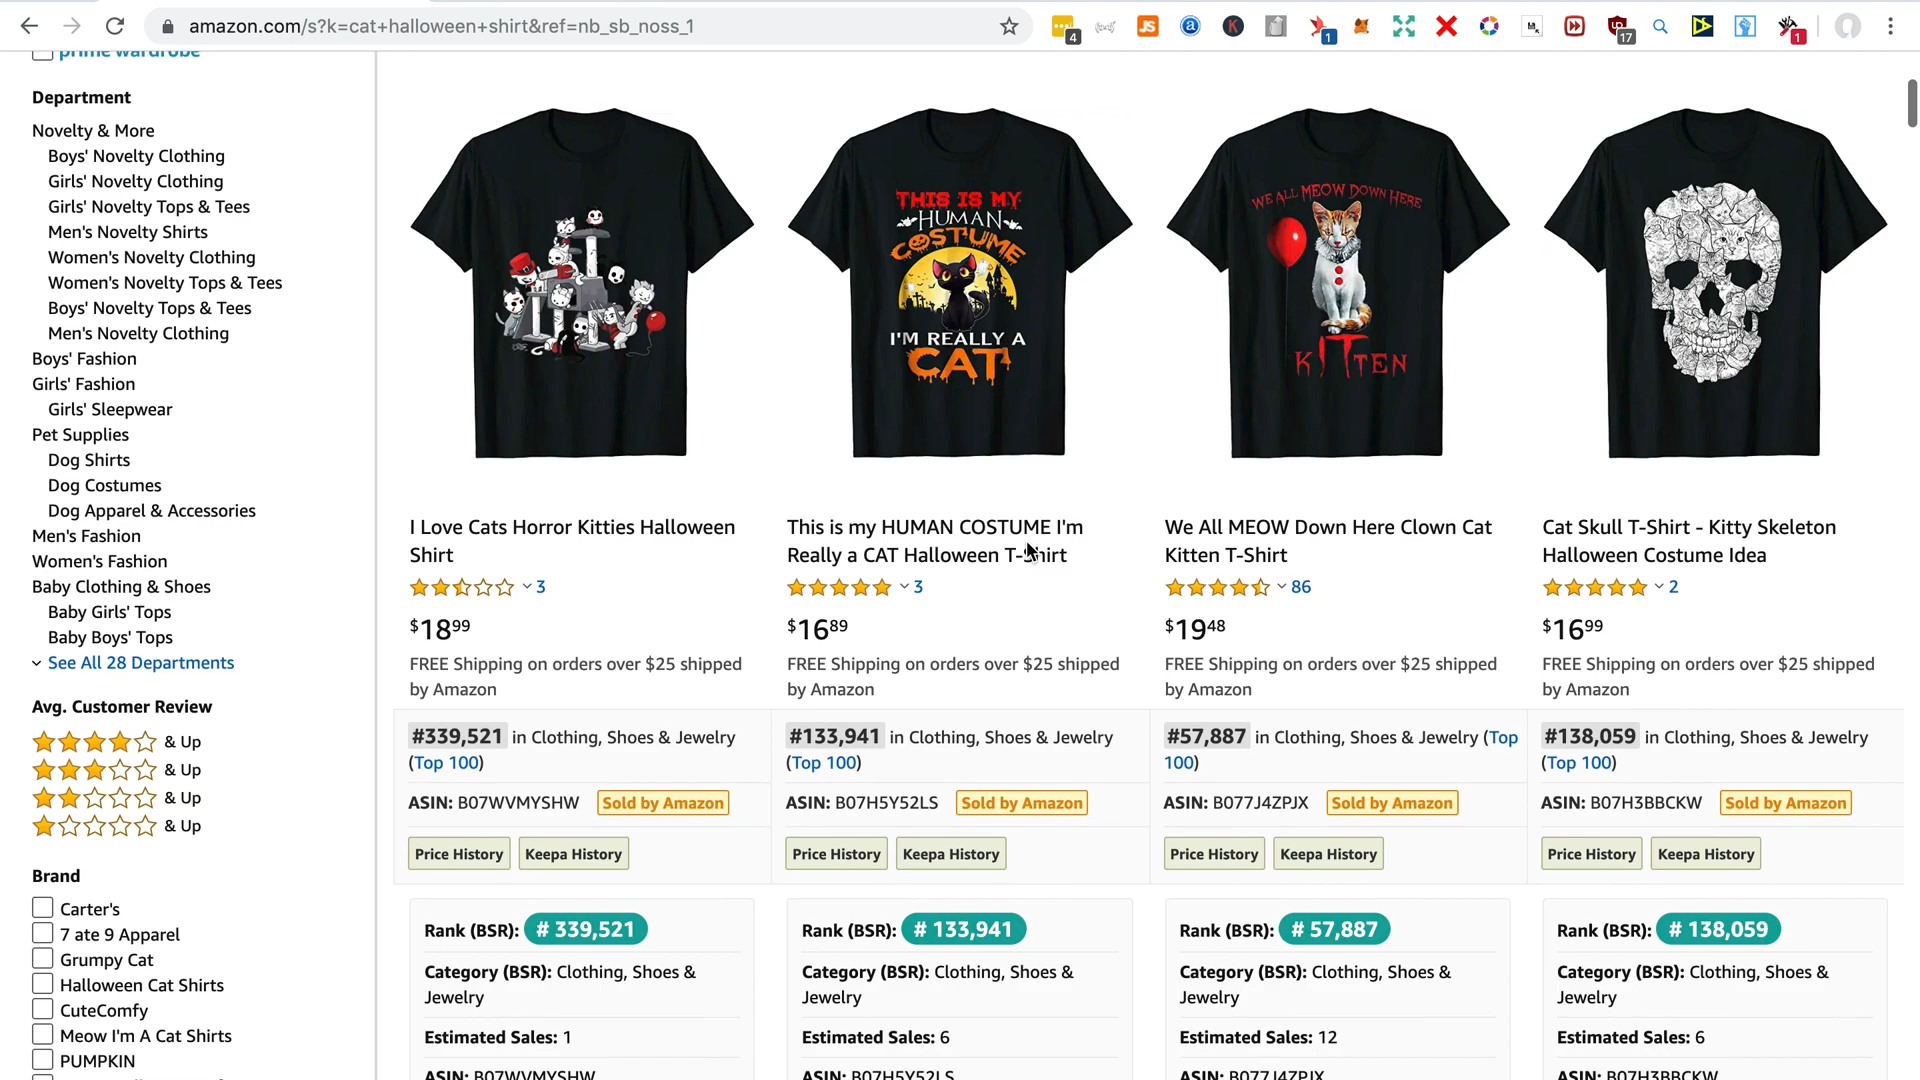 amazon.com/s?k=cat+halloween+shirt&ref=nb_sb_noss_1
4
JS
a
K
1
17
1
prime wardrobe
Department
Novelty & More
Boys' Novelty Clothing
Girls' Novelty Clothing
Girls' Novelty Tops & Tees
Men's Novelty Shirts
Women's Novelty Clothing
Women's Novelty Tops & Tees
Boys' Novelty Tops & Tees
Men's Novelty Clothing
Boys' Fashion
Girls' Fashion
Girls' Sleepwear
Pet Supplies
Dog Shirts
Dog Costumes
Dog Apparel & Accessories
Men's Fashion
Women's Fashion
Baby Clothing & Shoes
Baby Girls' Tops
Baby Boys' Tops
See All 28 Departments
Avg. Customer Review
& Up
& Up
& Up
& Up
Brand
Carter's
7 ate 9 Apparel
Grumpy Cat
Halloween Cat Shirts
CuteComfy
Meow I'm A Cat Shirts
PUMPKIN
THIS IS MY
HUMAN
COSTUME
I'M REALLY A
CAT
WE ALL MEOW DOWN HERE
KITTEN
I Love Cats Horror Kitties Halloween
Shirt
3
$18 99
FREE Shipping on orders over $25 shipped
by Amazon
#339,521 in Clothing, Shoes & Jewelry
(Top 100)
ASIN: B07WVMYSHW Sold by Amazon
Price History Keepa History
Rank (BSR): # 339,521
Category (BSR): Clothing, Shoes &
Jewelry
Estimated Sales: 1
ASIN: B07WVMYSHW
This is my HUMAN COSTUME I'm
Really a CAT Halloween T-Shirt
3
$16 89
FREE Shipping on orders over $25 shipped
by Amazon
#133,941 in Clothing, Shoes & Jewelry
(Top 100)
ASIN: B07H5Y52LS Sold by Amazon
Price History Keepa History
Rank (BSR): # 133,941
Category (BSR): Clothing, Shoes &
Jewelry
Estimated Sales: 6
ASIN: B07H5Y52LS
We All MEOW Down Here Clown Cat
Kitten T-Shirt
86
$19 48
FREE Shipping on orders over $25 shipped
by Amazon
#57,887 in Clothing, Shoes & Jewelry (Top
100)
ASIN: B077J4ZPJX Sold by Amazon
Price History Keepa History
Rank (BSR): # 57,887
Category (BSR): Clothing, Shoes &
Jewelry
Estimated Sales: 12
ASIN: B077J4ZPJX
Cat Skull T-Shirt - Kitty Skeleton
Halloween Costume Idea
2
$16 99
FREE Shipping on orders over $25 shipped
by Amazon
#138,059 in Clothing, Shoes & Jewelry
(Top 100)
ASIN: B07H3BBCKW Sold by Amazon
Price History Keepa History
Rank (BSR): # 138,059
Category (BSR): Clothing, Shoes &
Jewelry
Estimated Sales: 6
ASIN: B07H3BBCKW